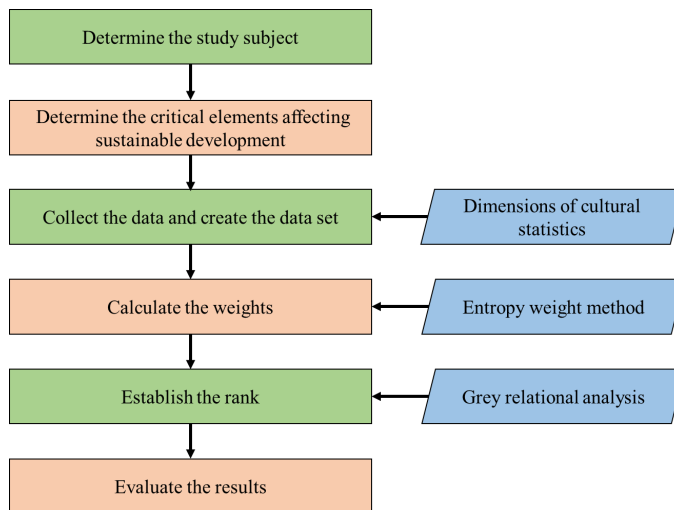 Determine the study subject
Determine the critical elements affecting
sustainable development
Collect the data and create the data set
Dimensions of cultural
statistics
Calculate the weights
Entropy weight method
Establish the rank
Grey relational analysis
Evaluate the results